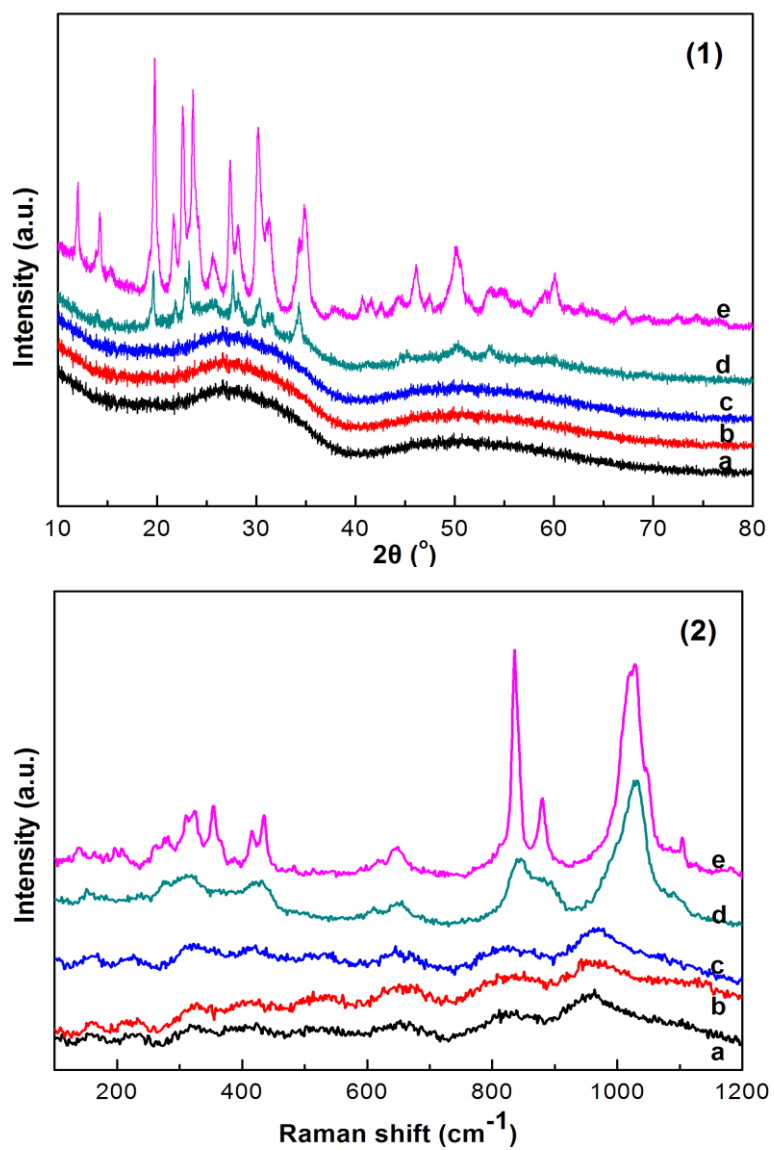 (1)
Intensity (a.u.)
e
d
c
b
a
10 20 30 40 50 60 70 80
2θ (°)
(2)
Intensity (a.u.)
e
d
c
b
a
200 400 600 800 1000 1200
Raman shift (cm-1)